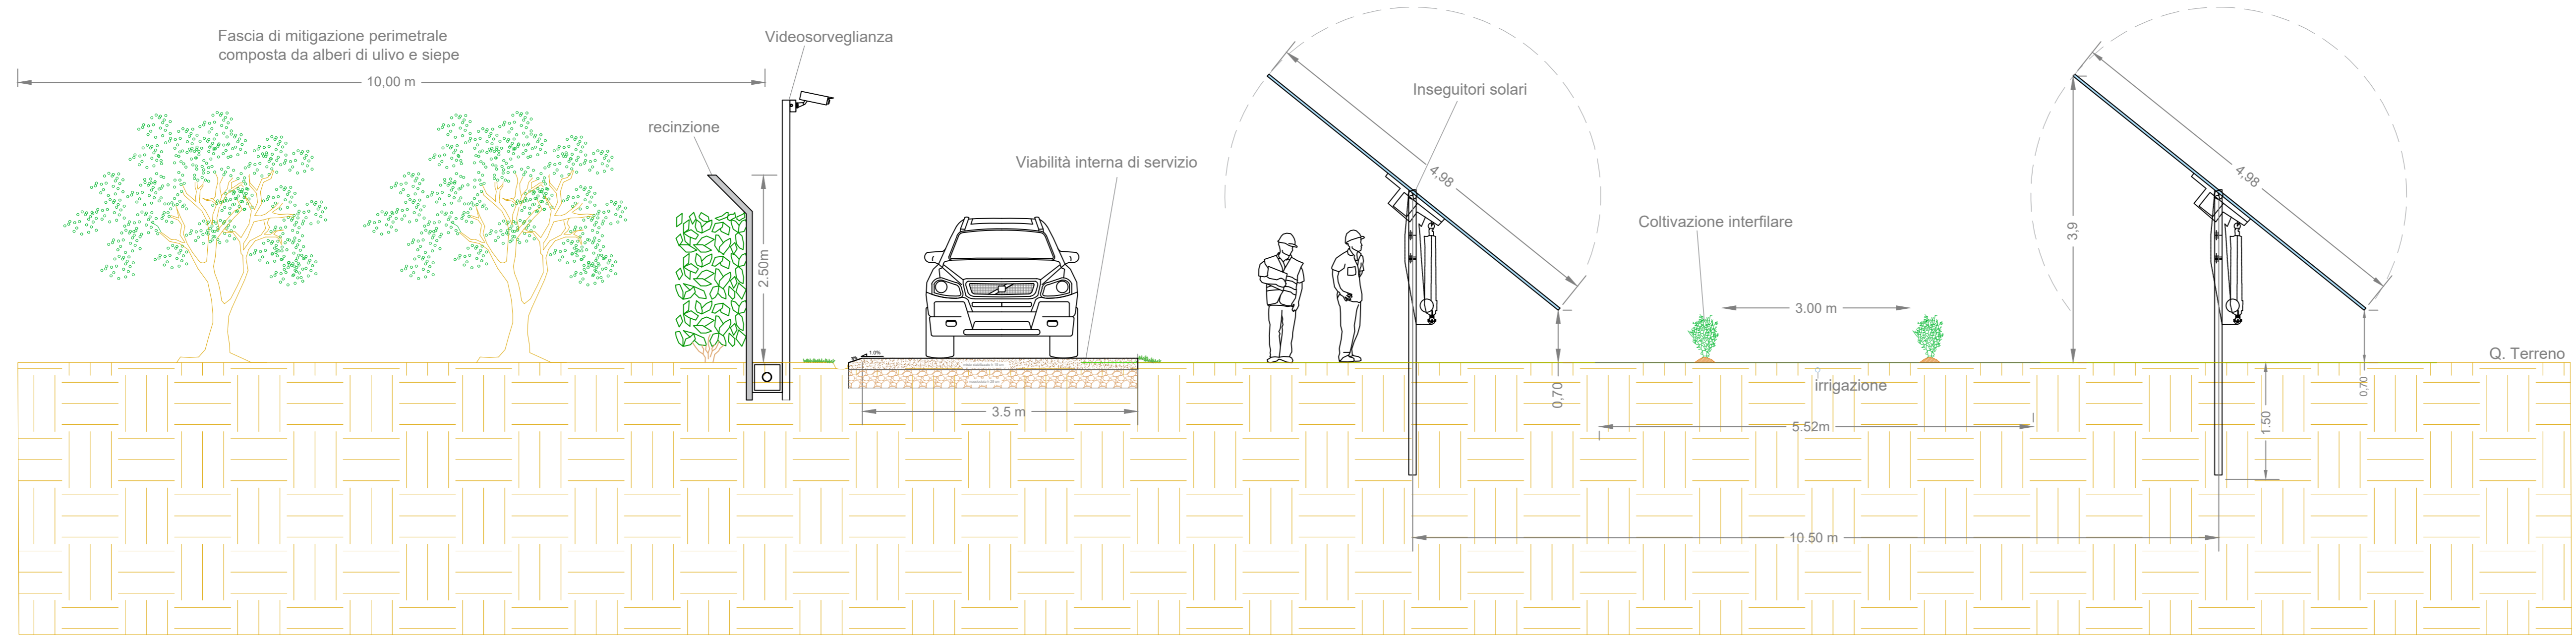 Fascia di mitigazione perimetrale
composta da alberi di ulivo e siepe
10,00 m
Videosorveglianza
recinzione
2.50m
Viabilità interna di servizio
1.0%
3.5 m
Inseguitori solari
4,98
0,70
Coltivazione interfilare
3.00 m
irrigazione
5.52m
10.50 m
3,9
4,98
1.50
0,70
Q. Terreno